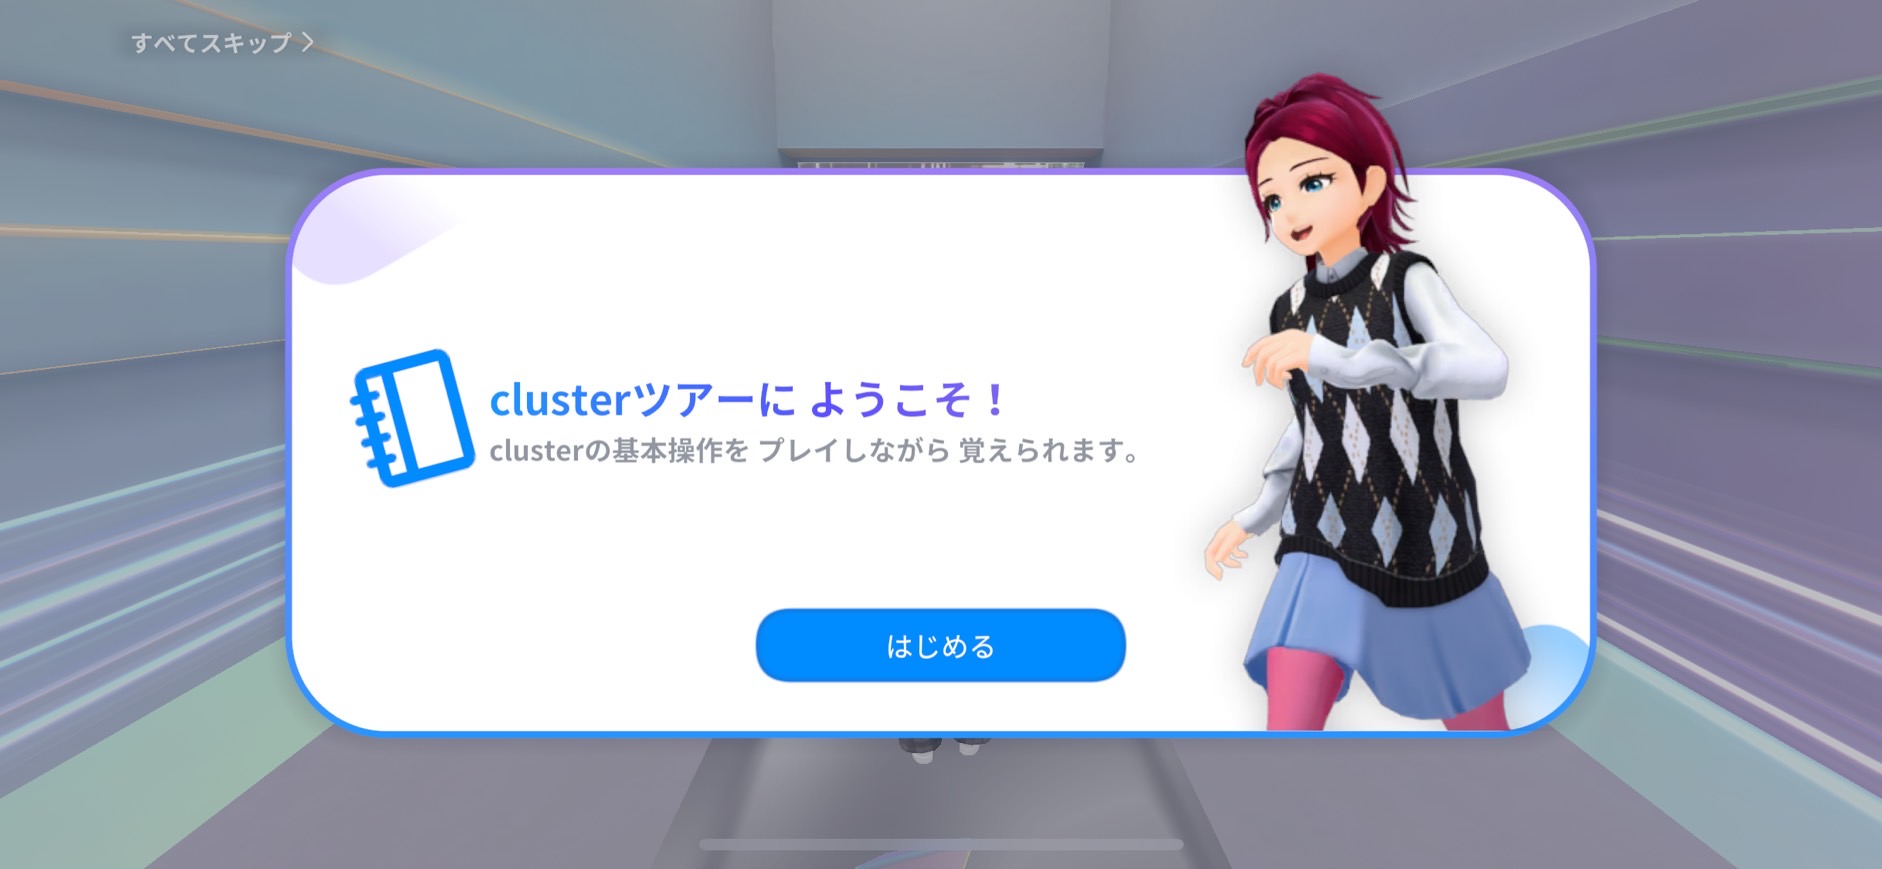 すべてスキップ
clusterツアーに ようこそ！
clusterの基本操作を プレイしながら 覚えられます。
はじめる